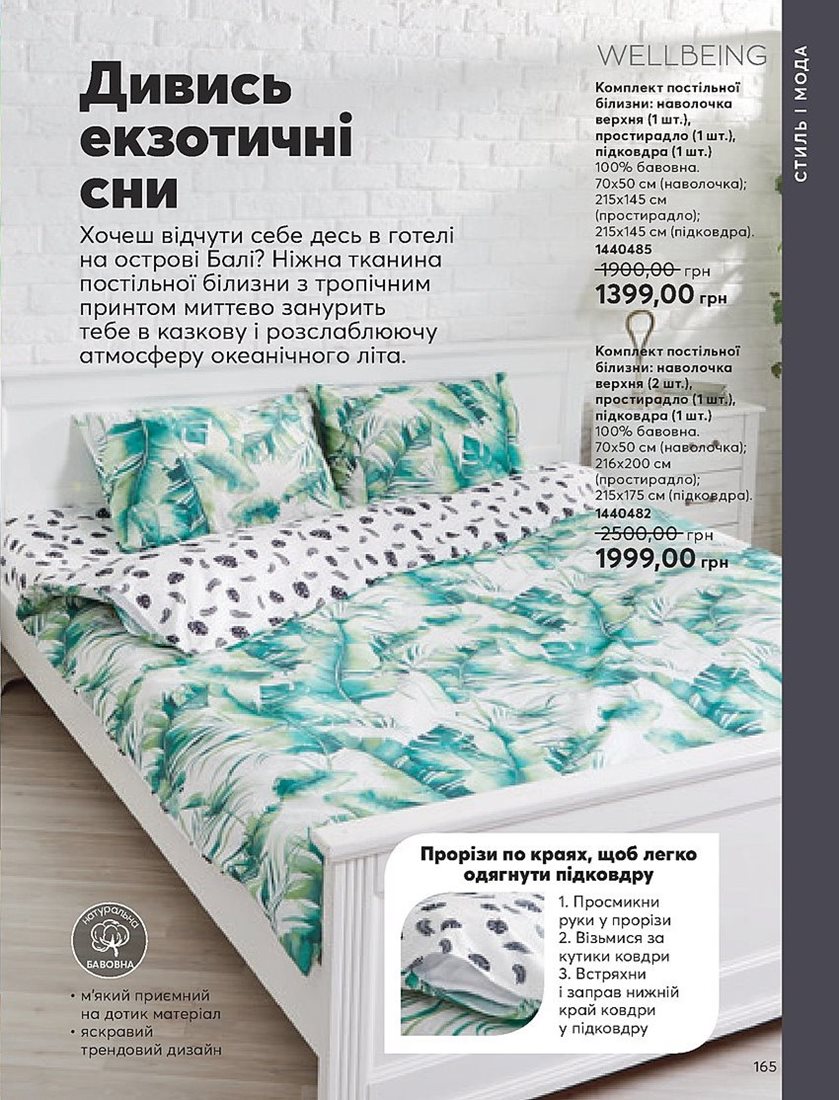 Дивись
екзотичні
сни
Хочеш відчути себе десь в готелі
на острові Балі? Ніжна тканина
постільної білизни з тропічним
принтом миттєво занурить
тебе в казкову і розслаблюючу
атмосферу океанічного літа.
WELLBEING
Комплект постільної
білизни: наволочка
верхня (1 шт.),
простирадло (1 шт.),
підковдра (1 шт.)
100% бавовна.
70х50 см (наволочка);
215х145 см
(простирадло);
215х145 см (підковдра).
1440485
1900,00 грн
1399,00 грн
Комплект постільної
білизни: наволочка
верхня (2 шт.),
простирадло (1 шт.),
підковдра (1 шт.)
100% бавовна.
70х50 см (наволочка);
216х200 см
(простирадло);
215х175 см (підковдра).
1440482
2500,00 грн
1999,00 грн
СТИЛЬ І МОДА
Прорізи по краях, щоб легко
одягнути підковдру
1. Просмикни
руки у прорізи
2. Візьмися за
кутики ковдри
3. Встряхни
і заправ нижній
край ковдри
у підковдру
натуральна
БАВОВНА
• м'який приємний
на дотик матеріал
• яскравий
трендовий дизайн
165